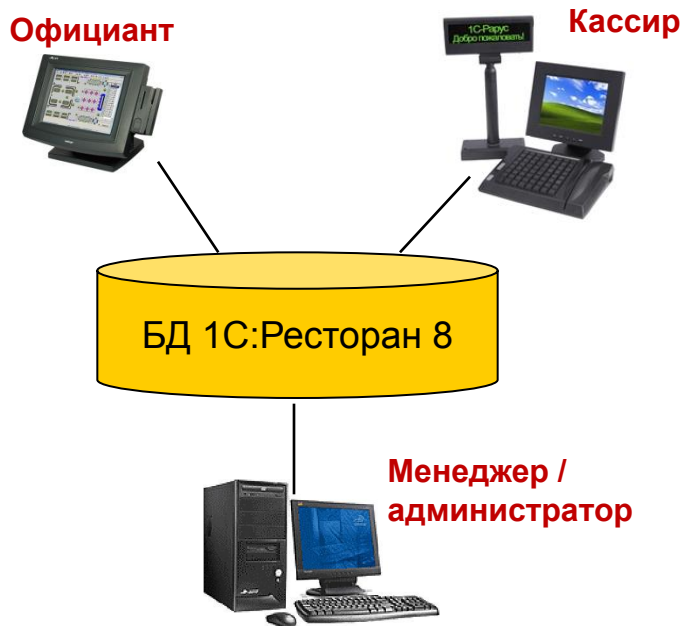 Официант
Кассир
1С-Рарус
Добро пожаловать!
БД 1С:Ресторан 8
Менеджер /
администратор